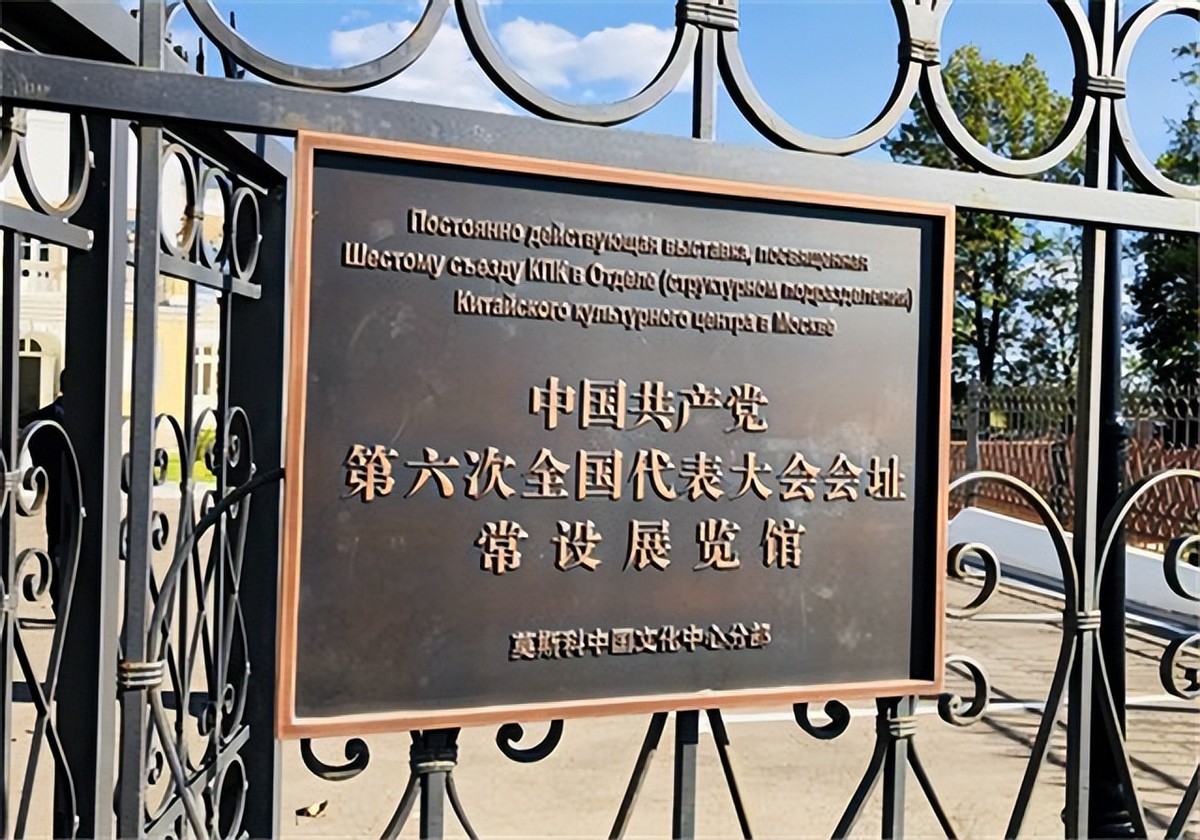 Постоянно действующая выставка, посвященная
Шестому съезду КПК в Отделе (структурном подразделении)
Китайского культурного центра в Москве
中国共产党
第六次全国代表大会会址
常设展览馆
莫斯科中国文化中心分部